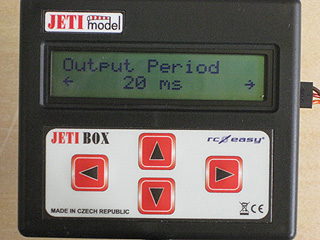 JETI model
Output Period
← 20 ms →
JETI BOX
rc easy
MADE IN CZECH REPUBLIC
CE